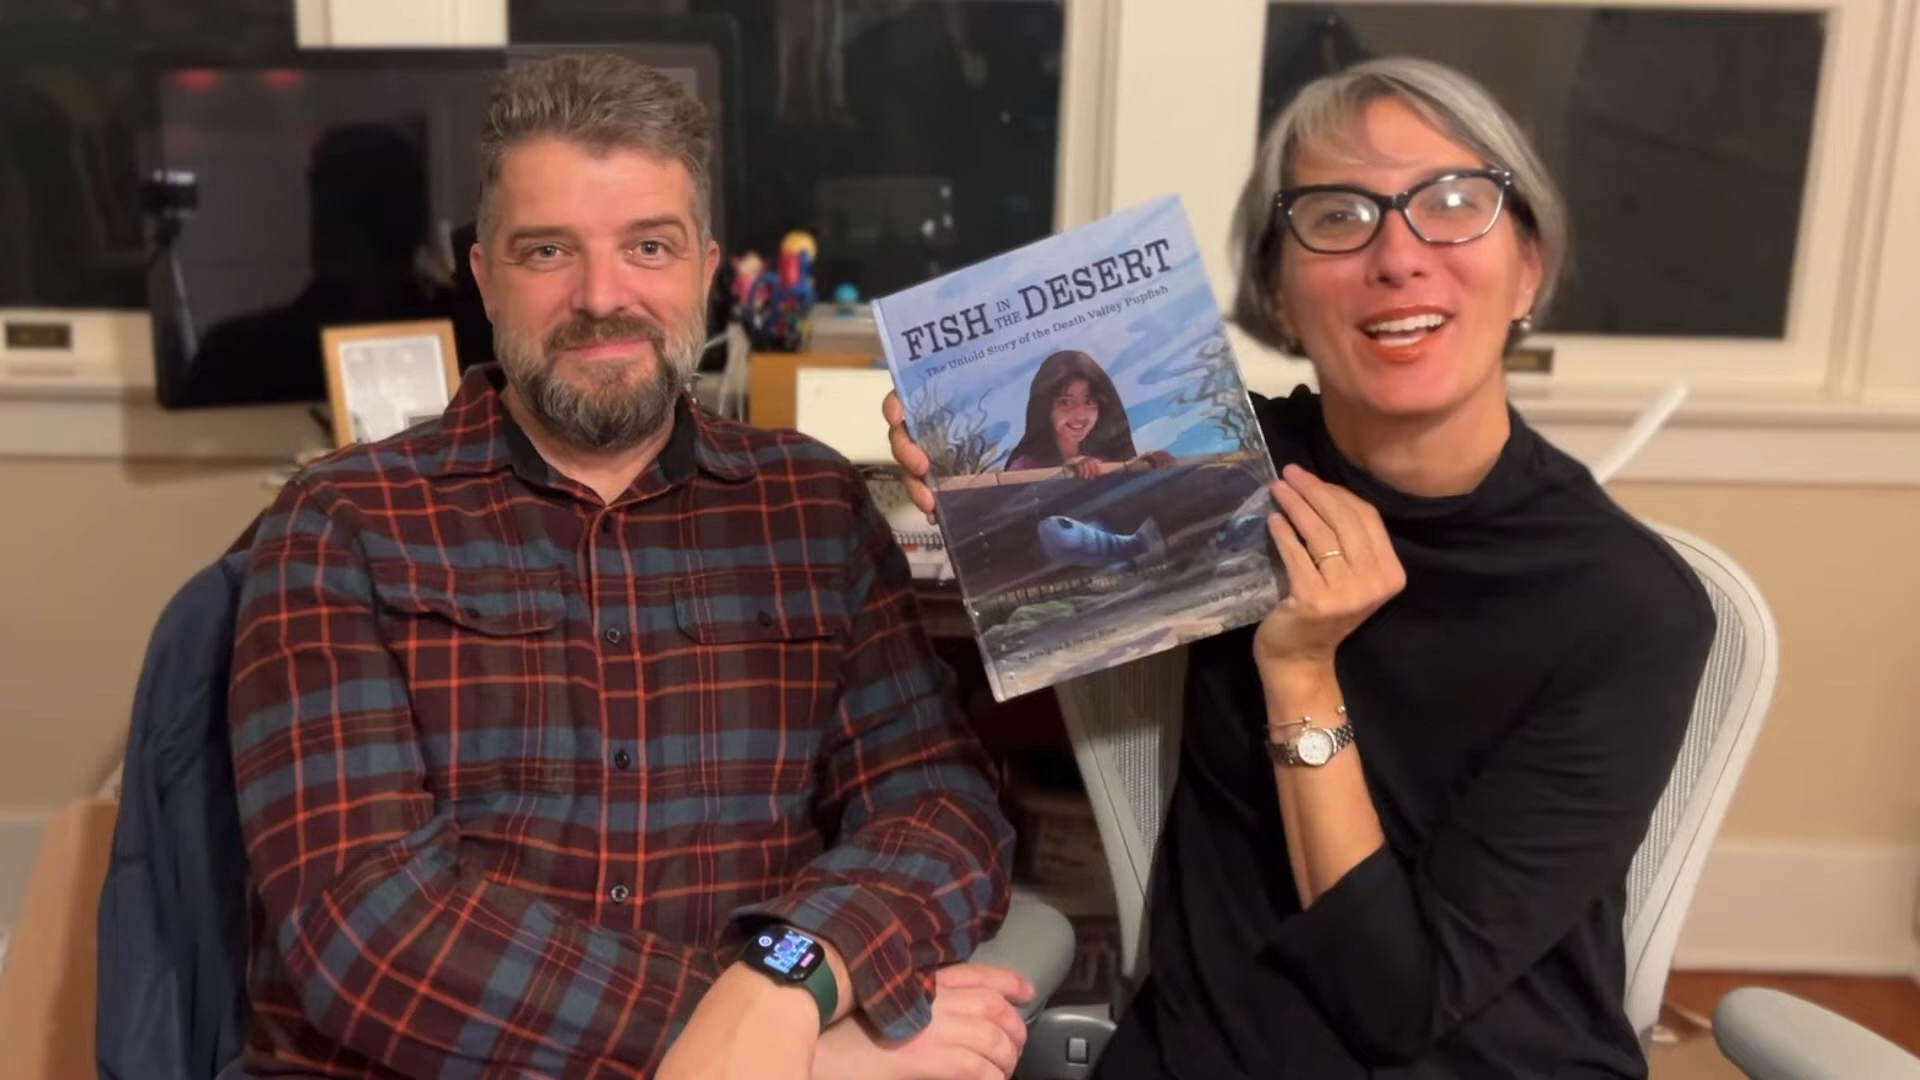 FISH IN THE DESERT
The Untold Story of the Death Valley Pupfish